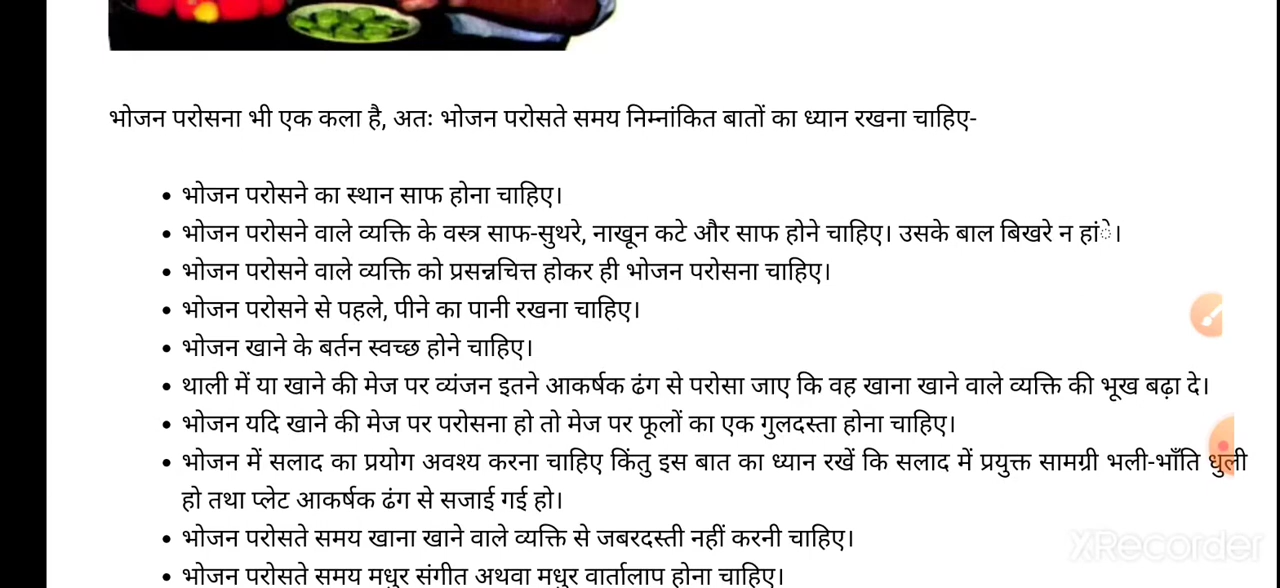 भोजन परोसना भी एक कला है, अतः भोजन परोसते समय निम्नांकित बातों का ध्यान रखना चाहिए-
• भोजन परोसने का स्थान साफ होना चाहिए।
• भोजन परोसने वाले व्यक्ति के वस्त्र साफ-सुथरे, नाखून कटे और साफ होने चाहिए। उसके बाल बिखरे न हांे।
• भोजन परोसने वाले व्यक्ति को प्रसन्नचित्त होकर ही भोजन परोसना चाहिए।
• भोजन परोसने से पहले, पीने का पानी रखना चाहिए।
• भोजन खाने के बर्तन स्वच्छ होने चाहिए।
• थाली में या खाने की मेज पर व्यंजन इतने आकर्षक ढंग से परोसा जाए कि वह खाना खाने वाले व्यक्ति की भूख बढ़ा दे।
• भोजन यदि खाने की मेज पर परोसना हो तो मेज पर फूलों का एक गुलदस्ता होना चाहिए।
• भोजन में सलाद का प्रयोग अवश्य करना चाहिए किंतु इस बात का ध्यान रखें कि सलाद में प्रयुक्त सामग्री भली-भाँति धुली
हो तथा प्लेट आकर्षक ढंग से सजाई गई हो।
• भोजन परोसते समय खाना खाने वाले व्यक्ति से जबरदस्ती नहीं करनी चाहिए।
• भोजन परोसते समय मधुर संगीत अथवा मधुर वार्तालाप होना चाहिए।
XRecorder